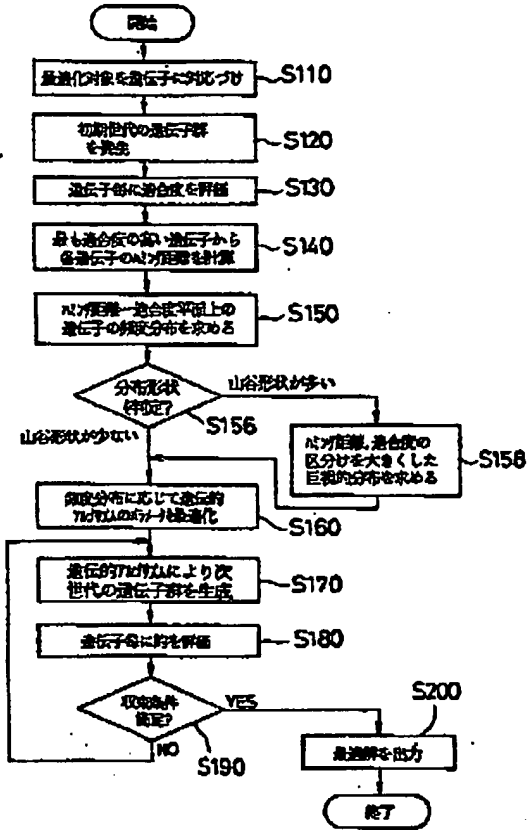 開始
最適化対象を遺伝子に対応づけ
S110
初期世代の遺伝子群
を発生
S120
遺伝子毎に適合度を評価
S130
最も適合度の高い遺伝子から
各遺伝子のハミング距離を計算
S140
ハミング距離-適合度平面上の
遺伝子の頻度分布を求める
S150
分布形状
を判定?
S156
山谷形状が多い
山谷形状が少ない
ハミング距離、適合度の
区分けを大きくした
巨視的分布を求める
S158
頻度分布に応じて遺伝的
アルゴリズムのパラメータを最適化
S160
遺伝的アルゴリズムにより次
世代の遺伝子群を生成
S170
遺伝子毎に を評価
S180
収束条件
S190
YES
NO
S200
最適解を出力
終了